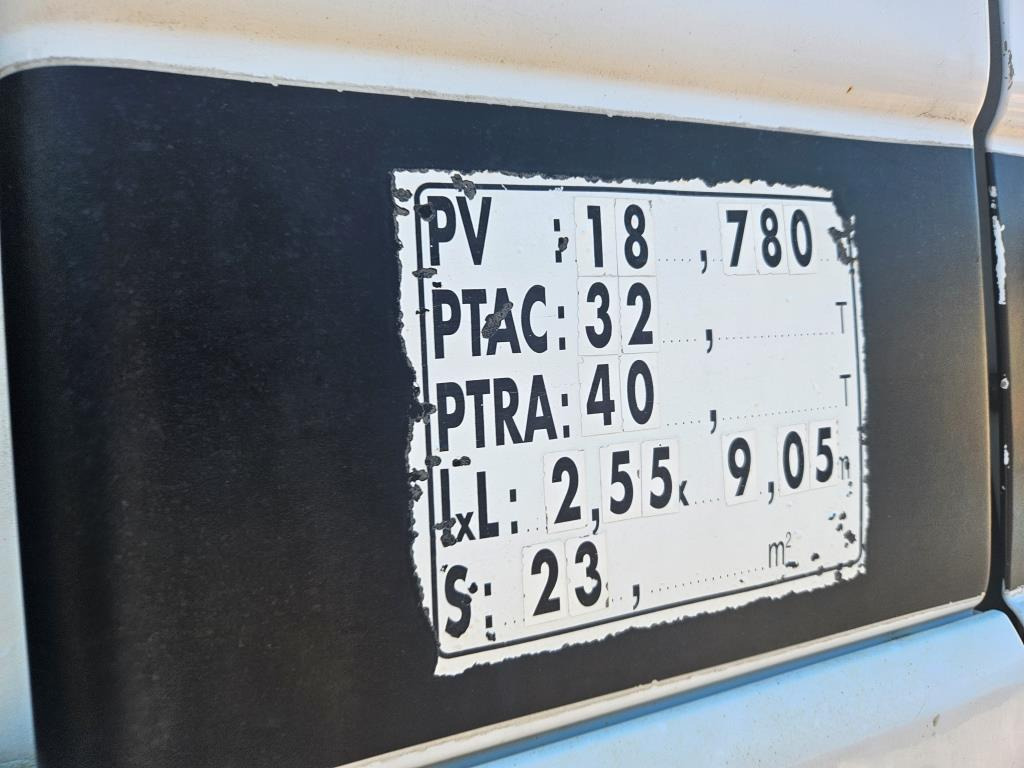 PV : 18 , 780
PTAC : 32 , T
PTRA : 40 , T
LxL : 2,55 x 9,05 m
S : 23 , m²